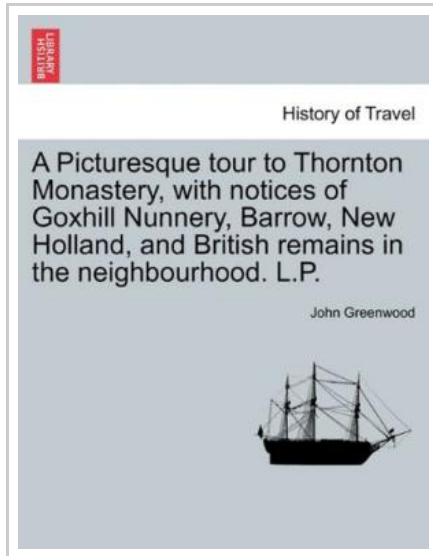 BRITISH
LIBRARY
History of Travel
A Picturesque tour to Thornton
Monastery, with notices of
Goxhill Nunnery, Barrow, New
Holland, and British remains in
the neighbourhood. L.P.
John Greenwood